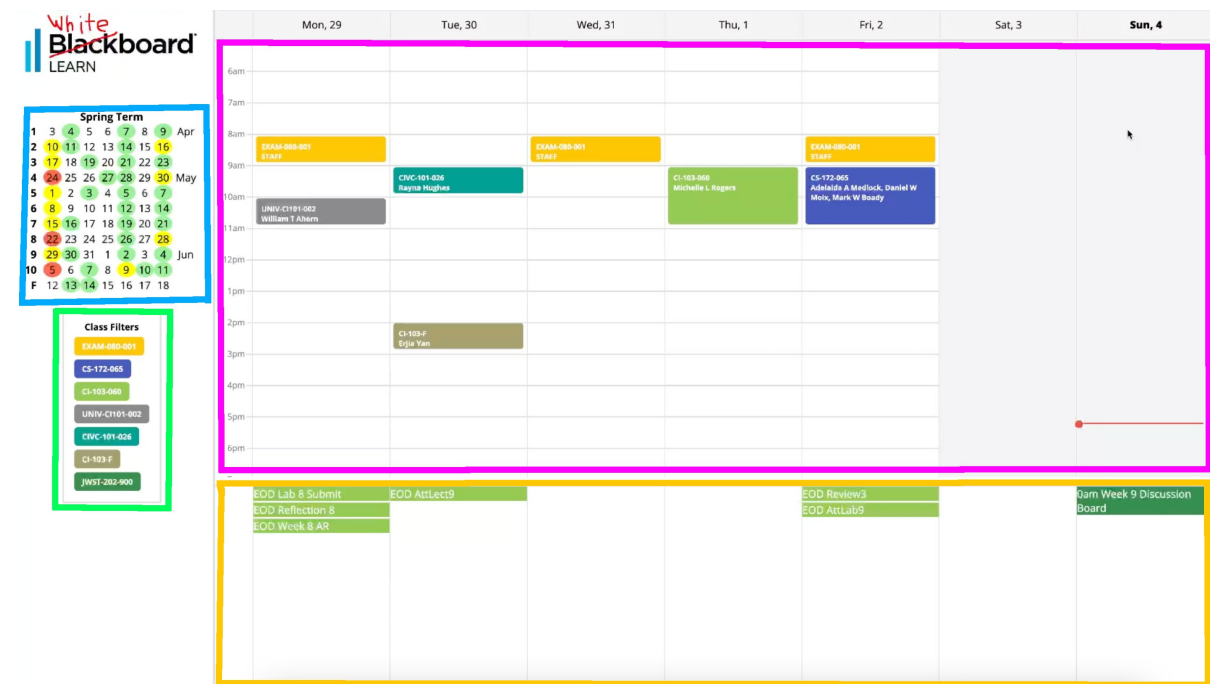 White
Blackboard
LEARN
Mon, 29
Tue, 30
Wed, 31
Thu, 1
Fri, 2
Sat, 3
Sun, 4
Spring Term
1 3 4 5 6 7 8 9 Apr
2 10 11 12 13 14 15 16
3 17 18 19 20 21 22 23
4 24 25 26 27 28 29 30 May
5 1 2 3 4 5 6 7
6 8 9 10 11 12 13 14
7 15 16 17 18 19 20 21
8 22 23 24 25 26 27 28
9 29 30 31 1 2 3 4 Jun
10 5 6 7 8 9 10 11
F 12 13 14 15 16 17 18
Class Filters
EXAM-080-001
CS-172-065
CI-103-060
UNIV-CI101-002
CIVC-101-026
CI-103-F
JWST-202-900
6am
7am
8am
9am
10am
11am
12pm
1pm
2pm
3pm
4pm
5pm
6pm
EXAM-080-001
STAFF
UNIV-CI101-002
William T Ahern
CIVC-101-026
Rayna Hughes
CI-103-F
Erjia Yan
EXAM-080-001
STAFF
CI-103-060
Michelle L Rogers
EXAM-080-001
STAFF
CS-172-065
Adelaida A Medlock, Daniel W
Moix, Mark W Boady
EOD Lab 8 Submit
EOD Reflection 8
EOD Week 8 AR
EOD AttLect9
EOD Review3
EOD AttLab9
0am Week 9 Discussion
Board